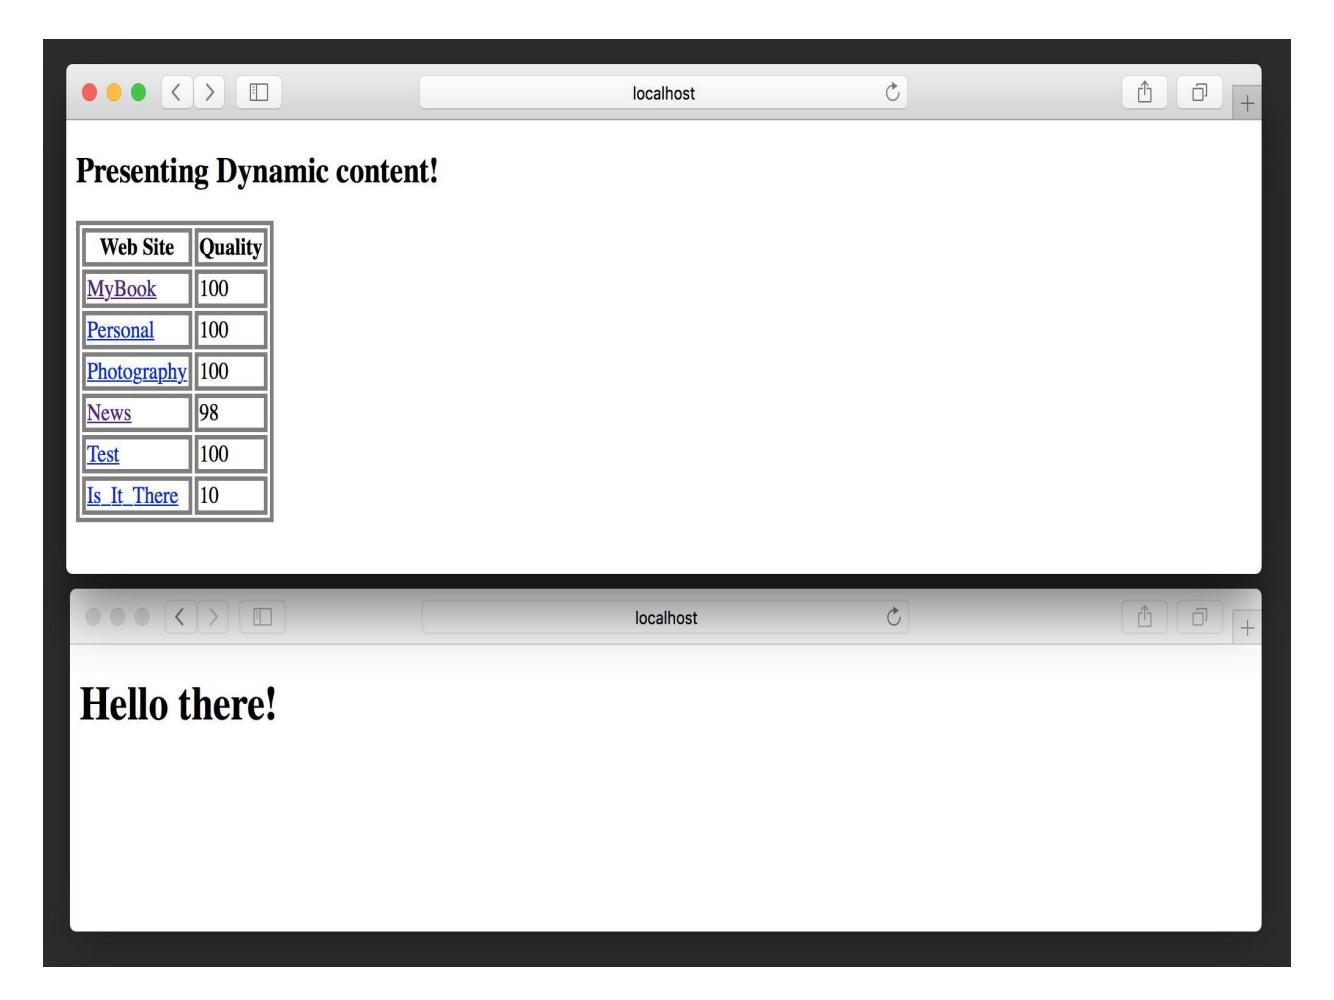 localhost
Presenting Dynamic content!
Web Site Quality
MyBook 100
Personal 100
Photography 100
News 98
Test 100
Is_It_There 10
localhost
Hello there!